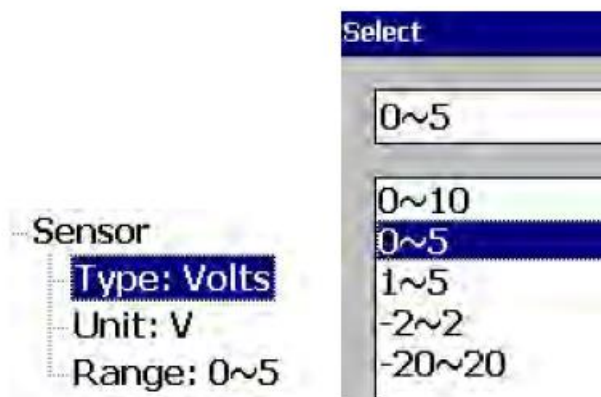 Sensor
Type: Volts
Unit: V
Range: 0~5
Select
0~5
0~10
0~5
1~5
-2~2
-20~20